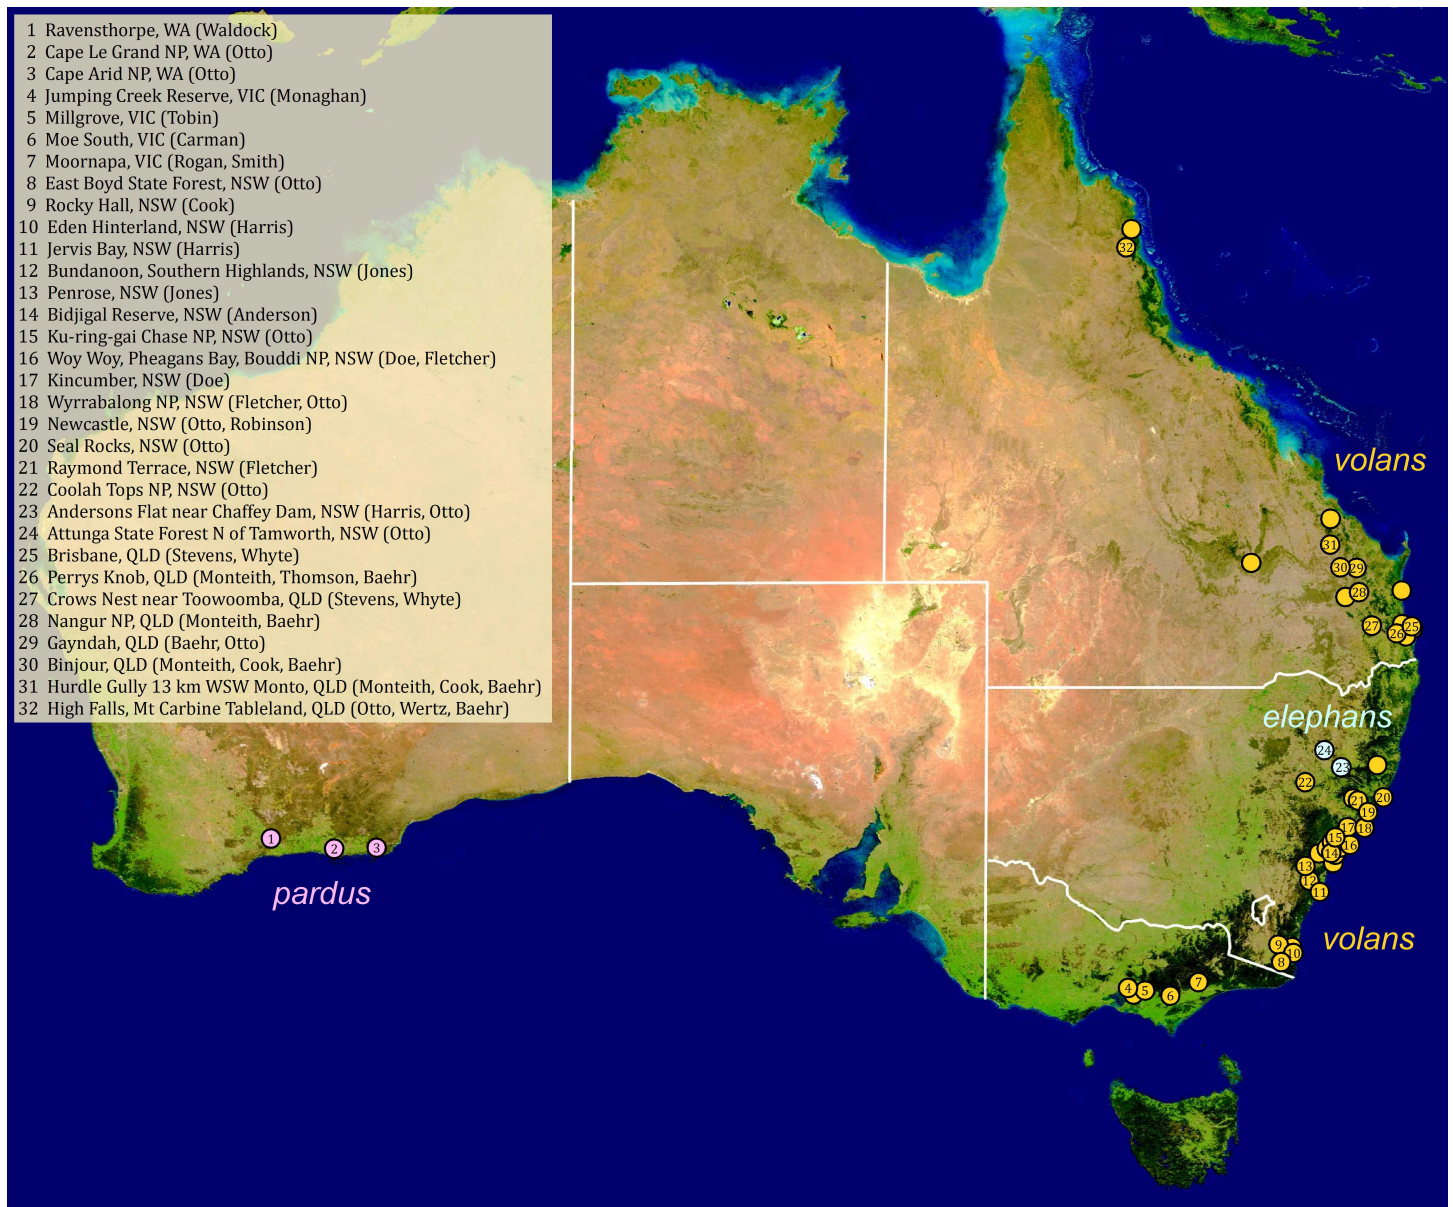 1 Ravensthorpe, WA (Waldock)
2 Cape Le Grand NP, WA (Otto)
3 Cape Arid NP, WA (Otto)
4 Jumping Creek Reserve, VIC (Monaghan)
5 Millgrove, VIC (Tobin)
6 Moe South, VIC (Carman)
7 Moornapa, VIC (Rogan, Smith)
8 East Boyd State Forest, NSW (Otto)
9 Rocky Hall, NSW (Cook)
10 Eden Hinterland, NSW (Harris)
11 Jervis Bay, NSW (Harris)
12 Bundanoon, Southern Highlands, NSW (Jones)
13 Penrose, NSW (Jones)
14 Bidjigal Reserve, NSW (Anderson)
15 Ku-ring-gai Chase NP, NSW (Otto)
16 Woy Woy, Pheagans Bay, Bouddi NP, NSW (Doe, Fletcher)
17 Kincumber, NSW (Doe)
18 Wyrrabalong NP, NSW (Fletcher, Otto)
19 Newcastle, NSW (Otto, Robinson)
20 Seal Rocks, NSW (Otto)
21 Raymond Terrace, NSW (Fletcher)
22 Coolah Tops NP, NSW (Otto)
23 Andersons Flat near Chaffey Dam, NSW (Harris, Otto)
24 Attunga State Forest N of Tamworth, NSW (Otto)
25 Brisbane, QLD (Stevens, Whyte)
26 Perrys Knob, QLD (Monteith, Thomson, Baehr)
27 Crows Nest near Toowoomba, QLD (Stevens, Whyte)
28 Nangur NP, QLD (Monteith, Baehr)
29 Gayndah, QLD (Baehr, Otto)
30 Binjour, QLD (Monteith, Cook, Baehr)
31 Hurdle Gully 13 km WSW Monto, QLD (Monteith, Cook, Baehr)
32 High Falls, Mt Carbine Tableland, QLD (Otto, Wertz, Baehr)
32
volans
31
30 29
28
27 26 25
elephans
24
23
22
21 20
19
17 18
15 16
14
13
12
11
1 2 3
pardus
volans
9
10
8
7
4 5 6